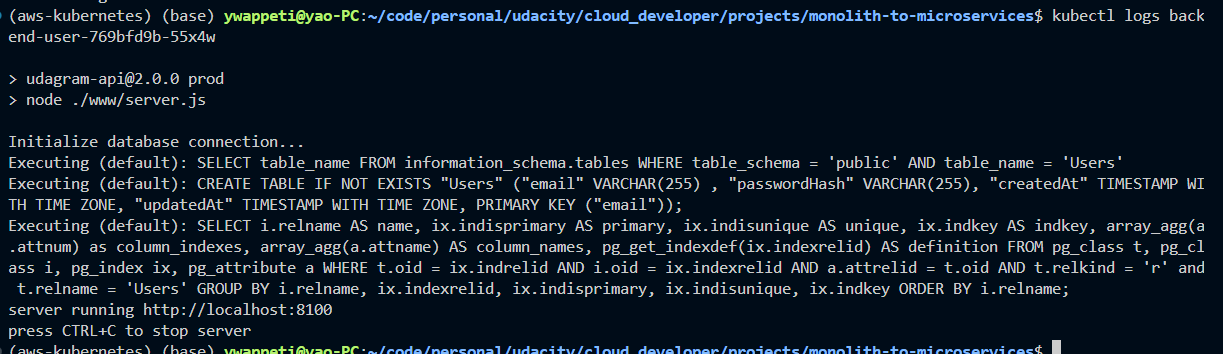 (aws-kubernetes) (base) ywappeti@yao-PC:~/code/personal/udacity/cloud_developer/projects/monolith-to-microservices$ kubectl logs back
end-user-769bfd9b-55x4w
> udagram-api@2.0.0 prod
> node ./www/server.js
Initialize database connection...
Executing (default): SELECT table_name FROM information_schema.tables WHERE table_schema = 'public' AND table_name = 'Users'
Executing (default): CREATE TABLE IF NOT EXISTS "Users" ("email" VARCHAR(255) , "passwordHash" VARCHAR(255), "createdAt" TIMESTAMP WI
TH TIME ZONE, "updatedAt" TIMESTAMP WITH TIME ZONE, PRIMARY KEY ("email"));
Executing (default): SELECT i.relname AS name, ix.indisprimary AS primary, ix.indisunique AS unique, ix.indkey AS indkey, array_agg(a
.attnum) as column_indexes, array_agg(a.attname) AS column_names, pg_get_indexdef(ix.indexrelid) AS definition FROM pg_class t, pg_cl
ass i, pg_index ix, pg_attribute a WHERE t.oid = ix.indrelid AND i.oid = ix.indexrelid AND a.attrelid = t.oid AND t.relkind = 'r' and
 t.relname = 'Users' GROUP BY i.relname, ix.indexrelid, ix.indisprimary, ix.indisunique, ix.indkey ORDER BY i.relname;
server running http://localhost:8100
press CTRL+C to stop server
(aws-kubernetes) (base) ywappeti@yao-PC:~/code/personal/udacity/cloud_developer/projects/monolith-to-microservices$